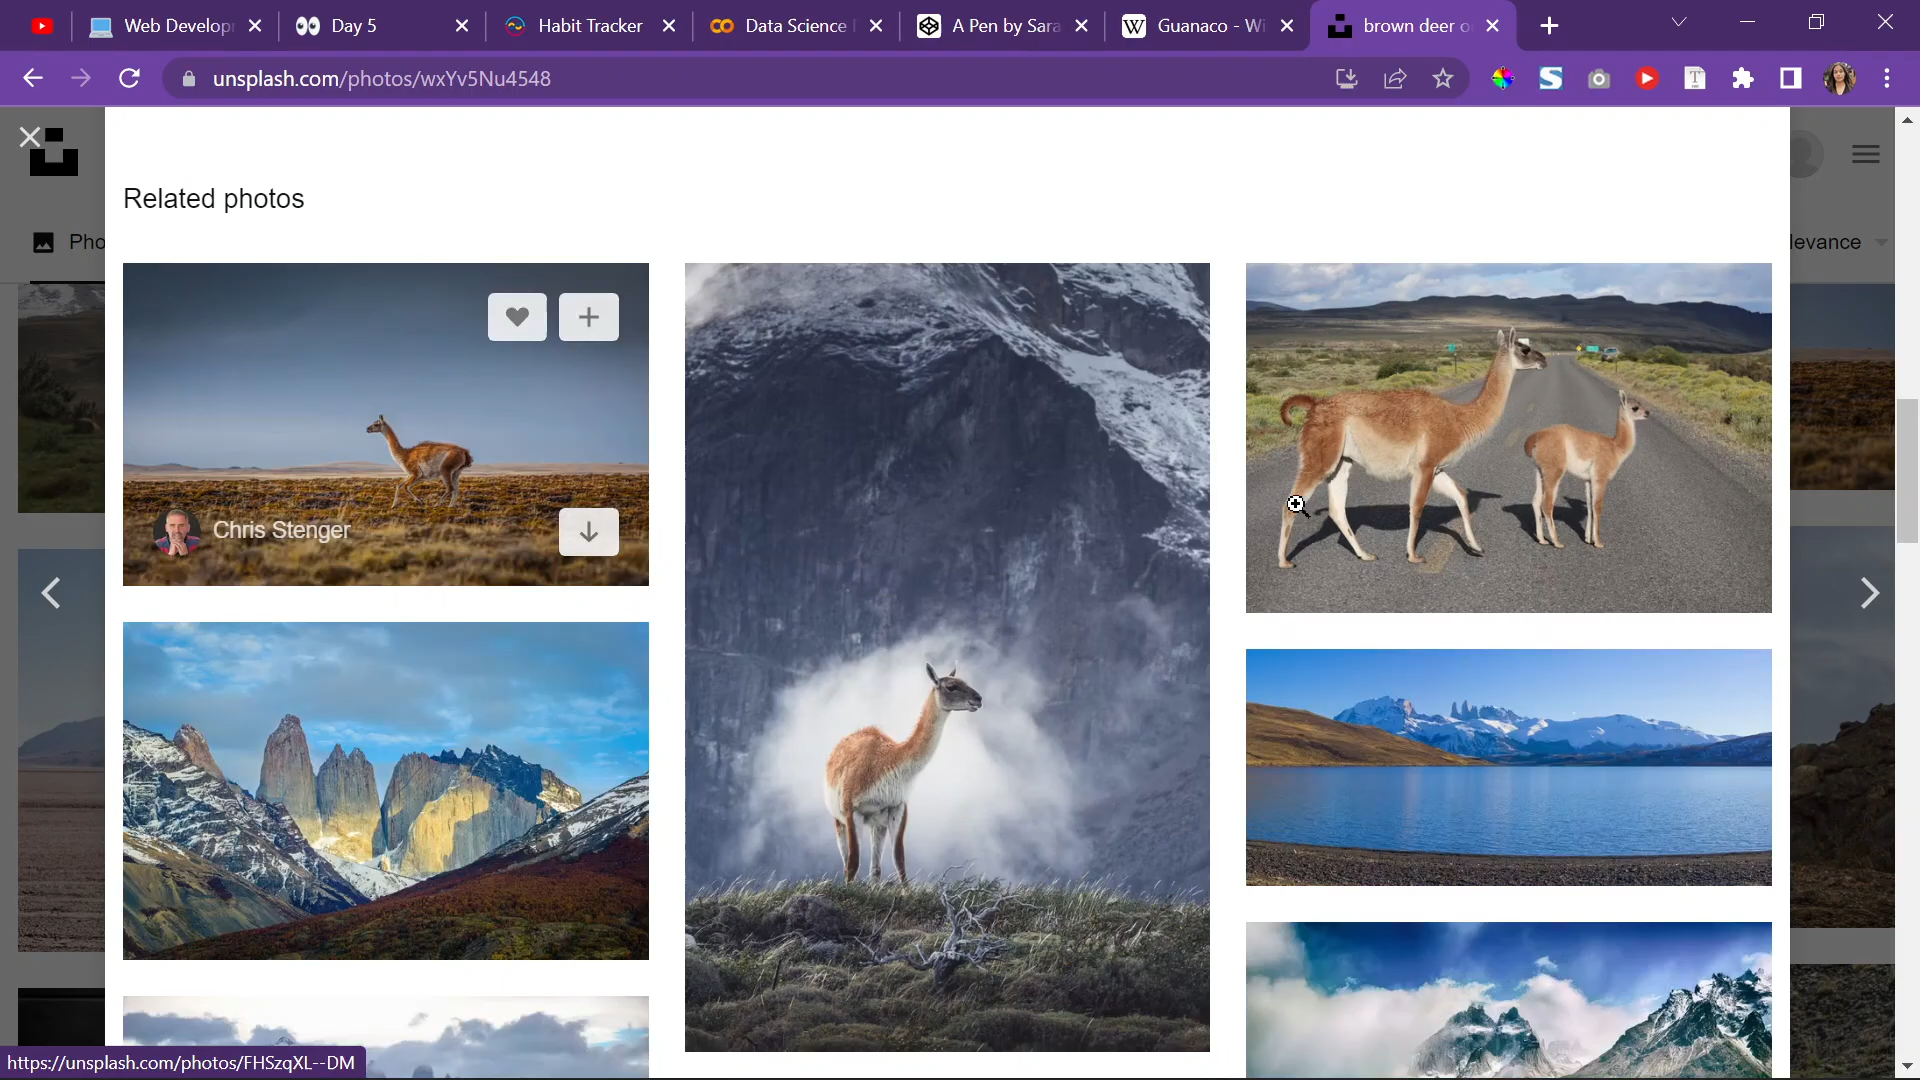 Web Develop
Day 5
Habit Tracker
Data Science
A Pen by Sara
Guanaco - Wi
brown deer o
unsplash.com/photos/wxYv5Nu4548
Related photos
Pho
levance
Chris Stenger
https://unsplash.com/photos/FHSzqXL--DM